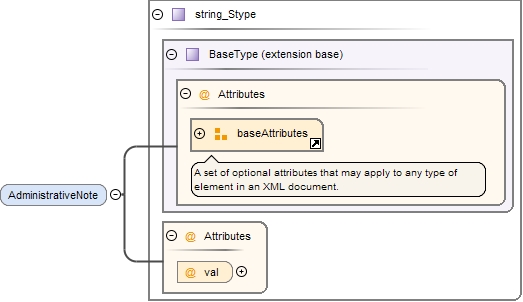 string_Stype
BaseType (extension base)
@ Attributes
baseAttributes
A set of optional attributes that may apply to any type of
element in an XML document.
AdministrativeNote
@ Attributes
@ val